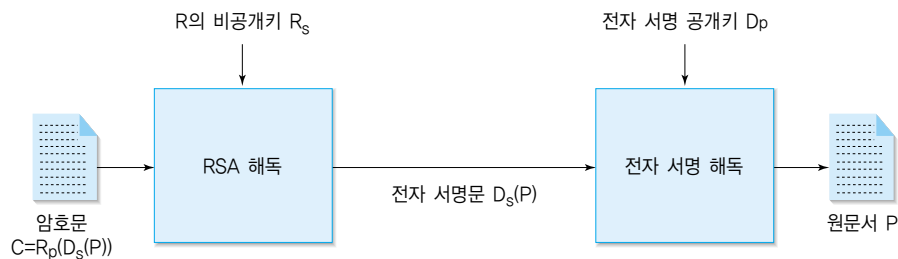 R의 비공개키 Rs
전자 서명 공개키 Dp
RSA 해독
전자 서명 해독
전자 서명문 Ds(P)
암호문
C=Rp(Ds(P))
원문서 P